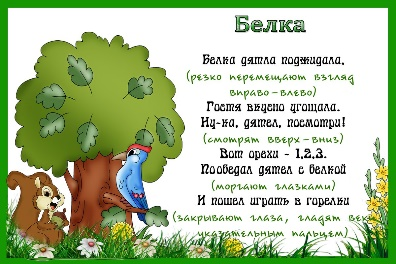 Белка
Белка дятла поджидала,
(резко перемещают взгляд
вправо-влево)
Гостя вкусно угощала.
Ну-ка, дятел, посмотри!
(смотрят вверх-вниз)
Вот орехи - 1,2,3.
Пообедал дятел с белкой
(моргают глазками)
И пошел играть в горелки
(закрывают глаза, гладят веки
указательным пальцем)